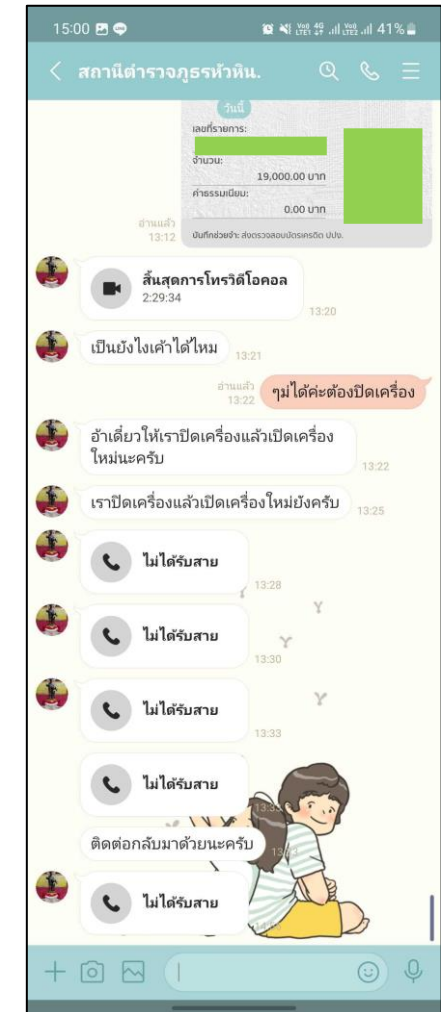 15:00
Vo)) LTE1 4G Vo)) LTE2 41%
สถานีตำรวจภูธรหัวหิน.
วันนี้
เลขที่รายการ:
จำนวน:
19,000.00 บาท
ค่าธรรมเนียม:
0.00 บาท
บันทึกช่วยจำ: ส่งตรวจสอบบัตรเครดิต ปปง.
อ่านแล้ว
13:12
สิ้นสุดการโทรวิดีโอคอล
2:29:34
13:20
เป็นยังไงเค้าได้ไหม
13:21
อ่านแล้ว
13:22
ๆม่ได้ค่ะต้องปิดเครื่อง
อ้าเดี่ยวให้เราปิดเครื่องแล้วเปิดเครื่อง
ใหม่นะครับ
13:22
เราปิดเครื่องแล้วเปิดเครื่องใหม่ยังครับ
13:25
ไม่ได้รับสาย
13:28
ไม่ได้รับสาย
13:30
ไม่ได้รับสาย
13:33
ไม่ได้รับสาย
13:33
ติดต่อกลับมาด้วยนะครับ
ไม่ได้รับสาย